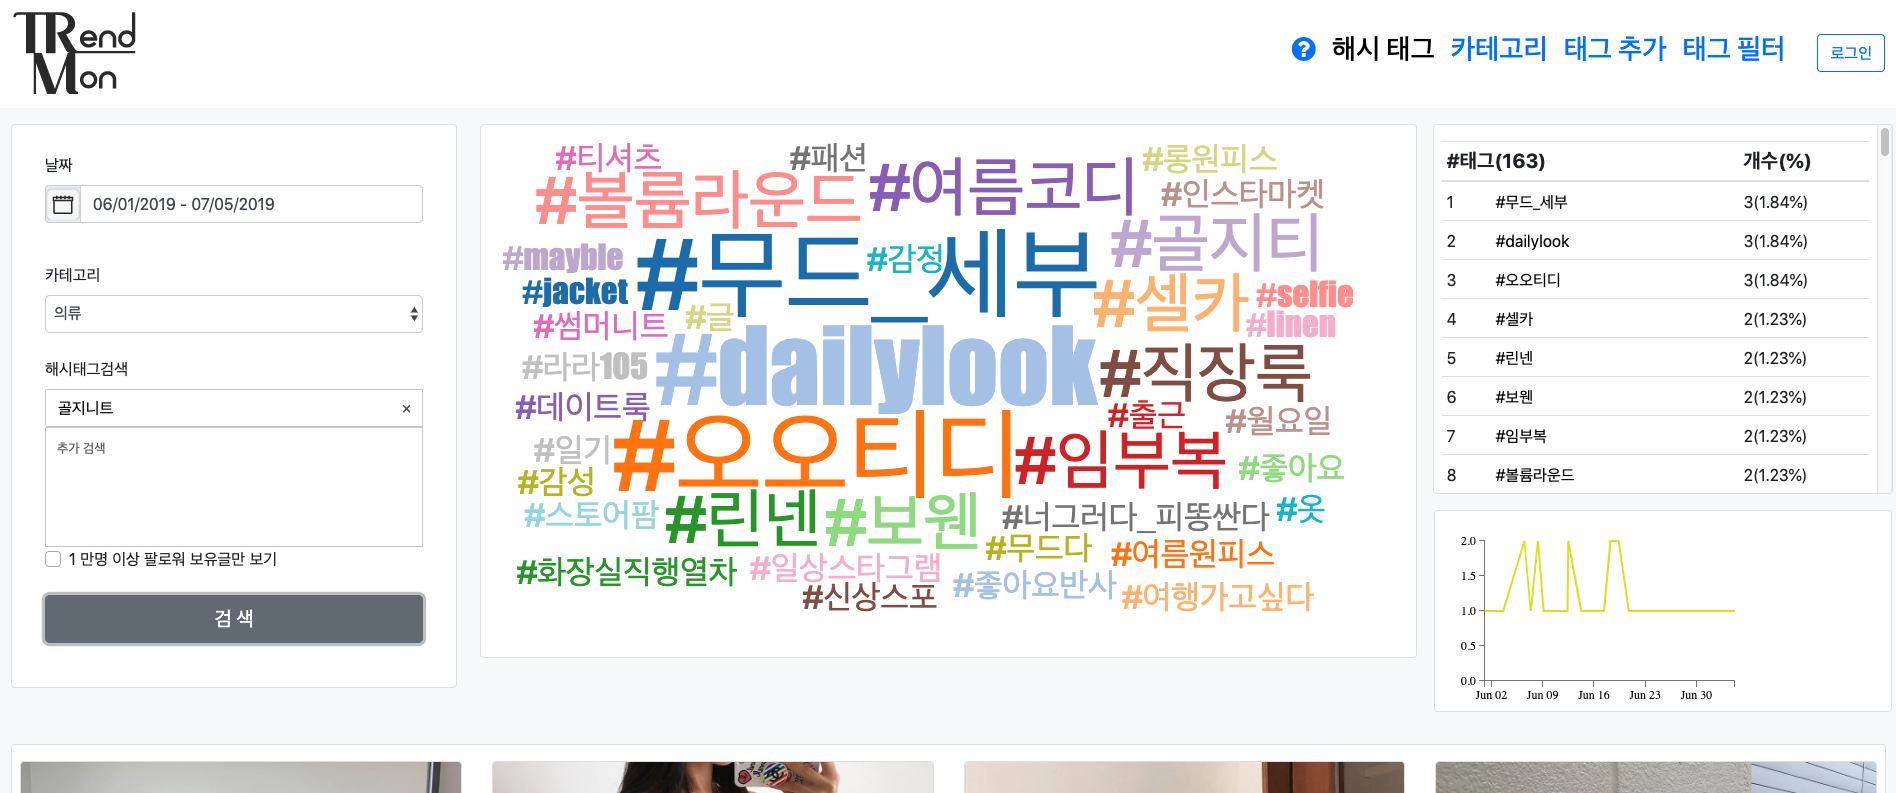 TRend
Mon
해시 태그 카테고리 태그 추가 태그 필터 로그인
날짜
06/01/2019 - 07/05/2019
카테고리
의류
해시태그검색
골지니트 ×
추가 검색
1 만명 이상 팔로워 보유글만 보기
검 색
#티셔츠 #패션 #롱원피스
#볼륨라운드 #여름코디 #인스타마켓
#mayble #무드_세부 #감정 #골지티
#jacket #셀카 #selfie
#썸머니트 #글 #linen
#라라105 #dailylook #직장룩
#데이트룩 #출근 #월요일
#일기 #오오티디 #임부복 #좋아요
#감성
#스토어팜 #린넨 #보웬 #너그러다_피똥싼다 #옷
#무드다 #여름원피스
#화장실직행열차 #일상스타그램 #좋아요반사
#신상스포 #여행가고싶다
#태그(163) 개수(%)
1 #무드_세부 3(1.84%)
2 #dailylook 3(1.84%)
3 #오오티디 3(1.84%)
4 #셀카 2(1.23%)
5 #린넨 2(1.23%)
6 #보웬 2(1.23%)
7 #임부복 2(1.23%)
8 #볼륨라운드 2(1.23%)
2.0
1.5
1.0
0.5
0.0
Jun 02 Jun 09 Jun 16 Jun 23 Jun 30